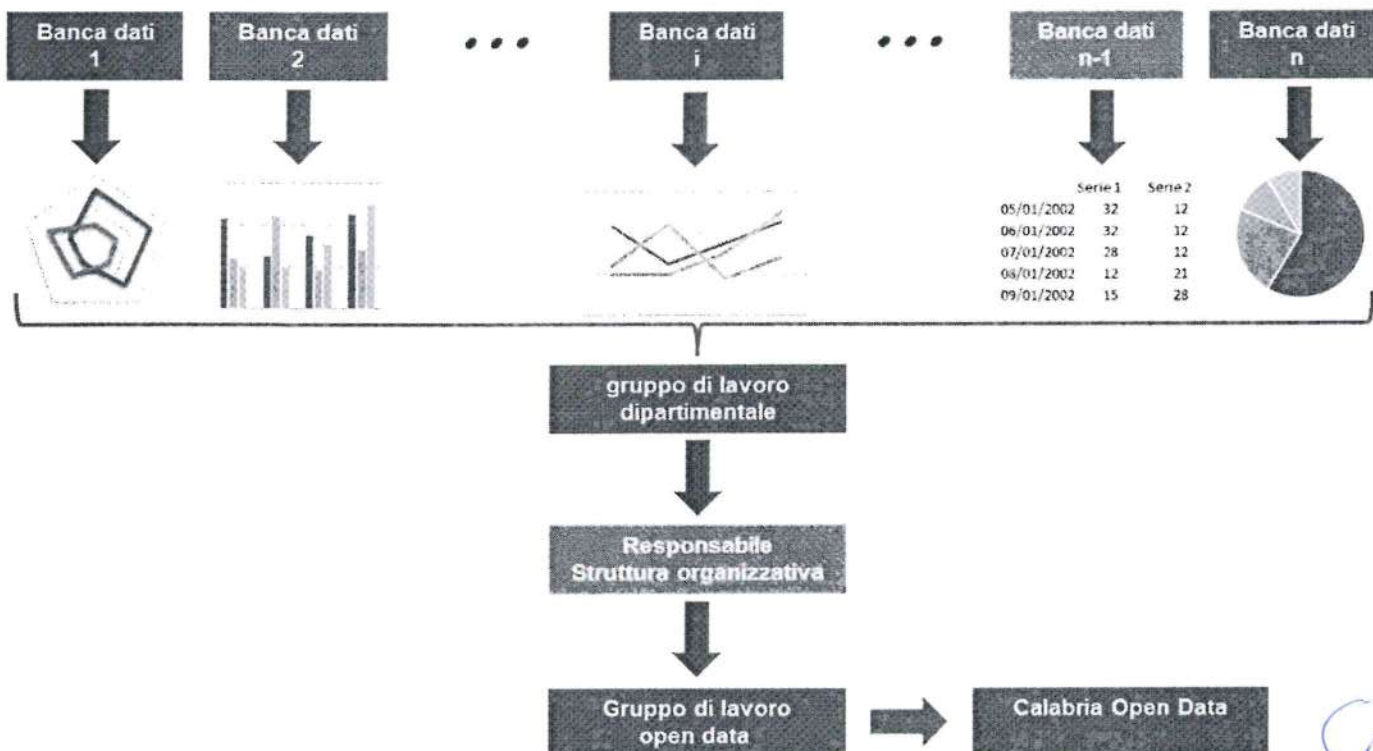 Banca dati
1
Banca dati
2
• • •
Banca dati
i
• • •
Banca dati
n-1
Banca dati
n
Serie 1 Serie 2
05/01/2002 32 12
06/01/2002 32 12
07/01/2002 28 12
08/01/2002 12 21
09/01/2002 15 28
gruppo di lavoro
dipartimentale
Responsabile
Struttura organizzativa
Gruppo di lavoro
open data
Calabria Open Data